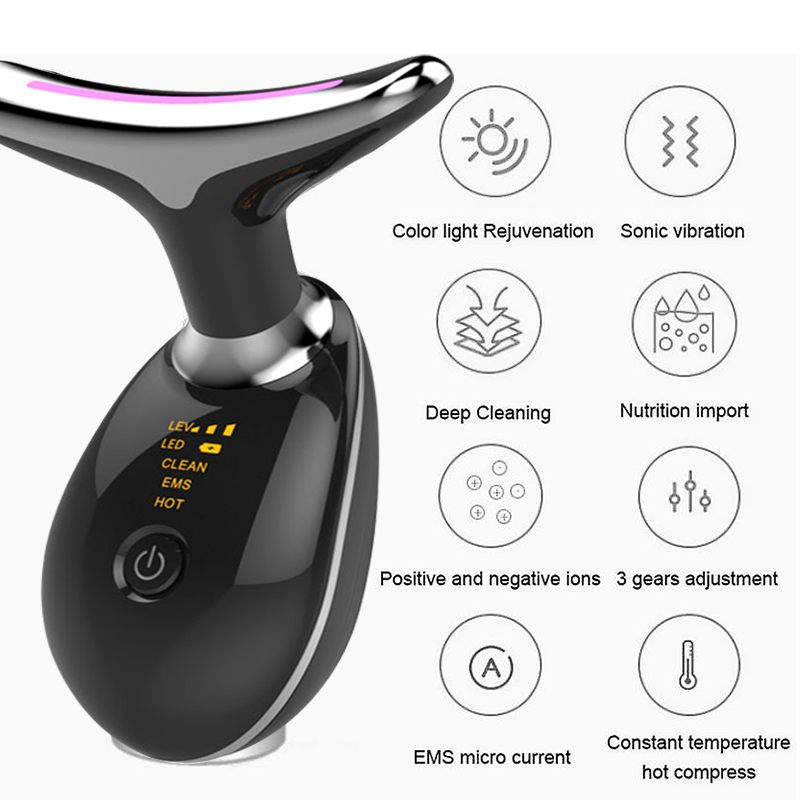 LEV
LED
CLEAN
EMS
HOT
Color light Rejuvenation
Sonic vibration
Deep Cleaning
Nutrition import
Positive and negative ions
3 gears adjustment
A
EMS micro current
Constant temperature
hot compress